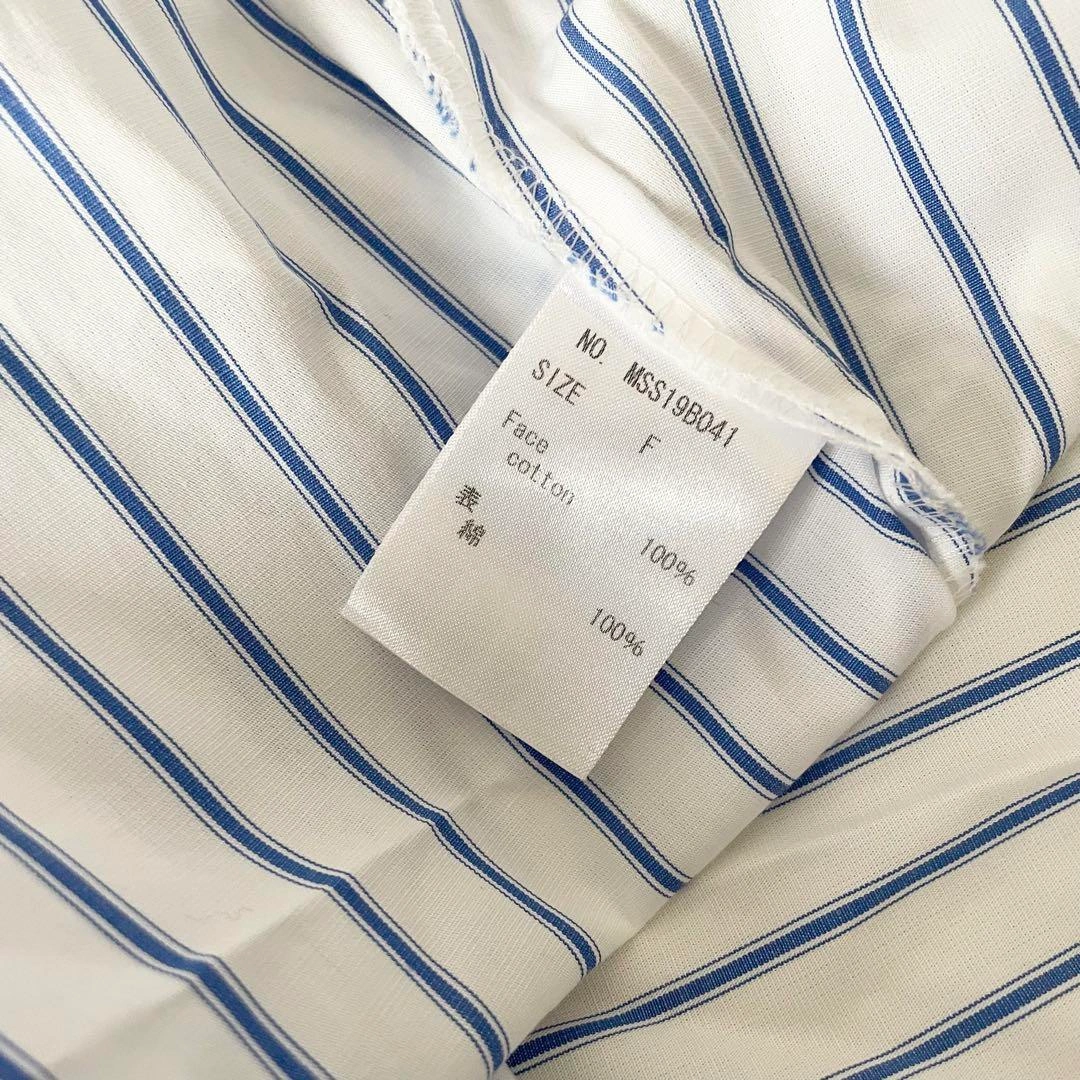 NO. MSS19B041
SIZE F
Face
cotton 100%
表
綿 100%